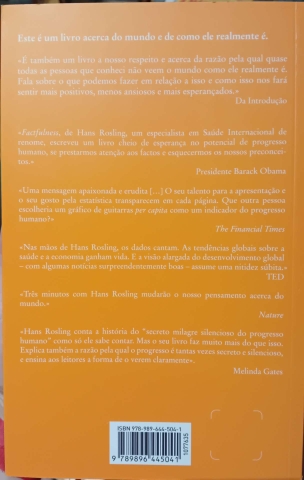 Este é um livro acerca do mundo e de como ele realmente é.
«É também um livro a nosso respeito e acerca da razão pela qual quase
todas as pessoas que conheci não veem o mundo como ele realmente é.
Fala sobre o que podemos fazer em relação a isso e como isso nos fará
sentir mais positivos, menos ansiosos e mais esperançados.»
Da Introdução
«Factfulness, de Hans Rosling, um especialista em Saúde Internacional de
renome, escreveu um livro cheio de esperança no potencial de progresso
humano, se prestarmos atenção aos factos e esquecermos os nossos preconcei-
tos.»
Presidente Barack Obama
«Uma mensagem apaixonada e erudita [...] O seu talento para a apresentação e
o seu gosto pela estatística transparecem em cada página. Que outra pessoa
escolheria um gráfico de guitarras per capita como um indicador do progresso
humano?»
The Financial Times
«Nas mãos de Hans Rosling, os dados cantam. As tendências globais sobre a
saúde e a economia ganham vida. E a visão alargada do desenvolvimento global
– com algumas notícias surpreendentemente boas – assume uma nitidez súbita.»
TED
«Três minutos com Hans Rosling mudarão o nosso pensamento acerca do
mundo.»
Nature
«Hans Rosling conta a história do "secreto milagre silencioso do progresso
humano" como só ele sabe contar. Mas o seu livro faz muito mais do que isso.
Explica também a razão pela qual o progresso é tantas vezes secreto e silencioso,
e ensina aos leitores a forma de o verem claramente».
Melinda Gates
ISBN 978-989-644-504-1
9 789896 445041
1077635